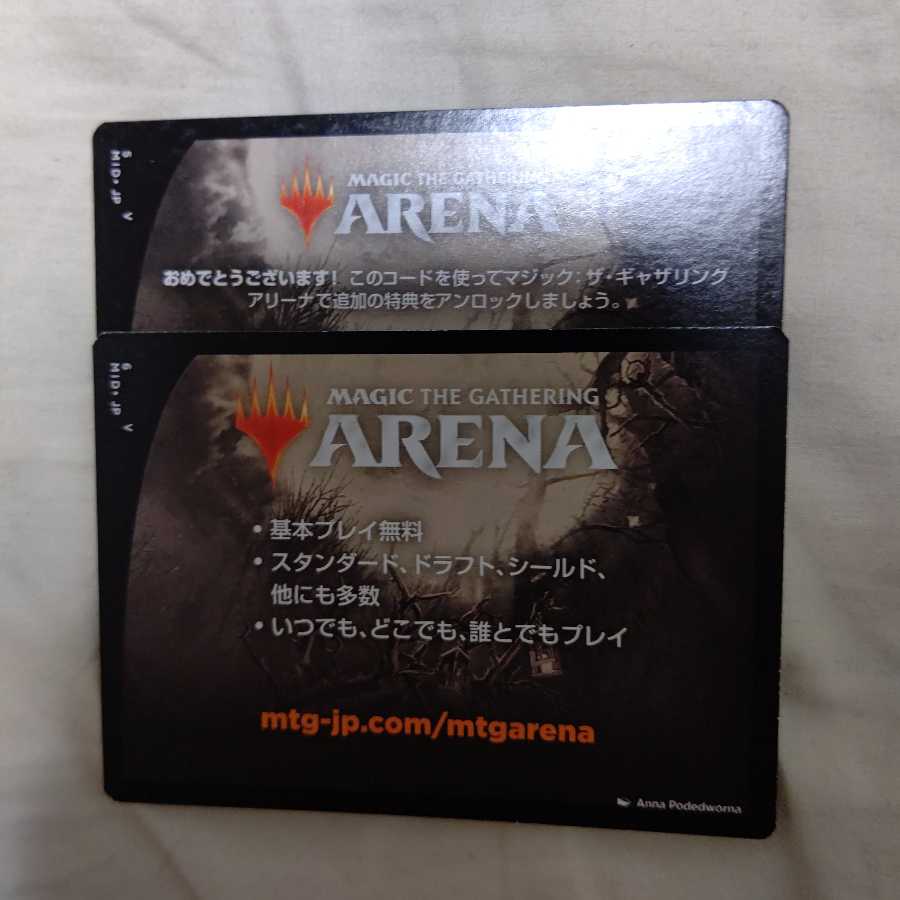 5
MID・JP V
MAGIC THE GATHERING
ARENA
おめでとうございます! このコードを使ってマジック:ザ・ギャザリング
アリーナで追加の特典をアンロックしましょう。
6
MID・JP V
MAGIC THE GATHERING
ARENA
• 基本プレイ無料
• スタンダード、ドラフト、シールド、
他にも多数
• いつでも、どこでも、誰とでもプレイ
mtg-jp.com/mtgarena
Anna Podedworna